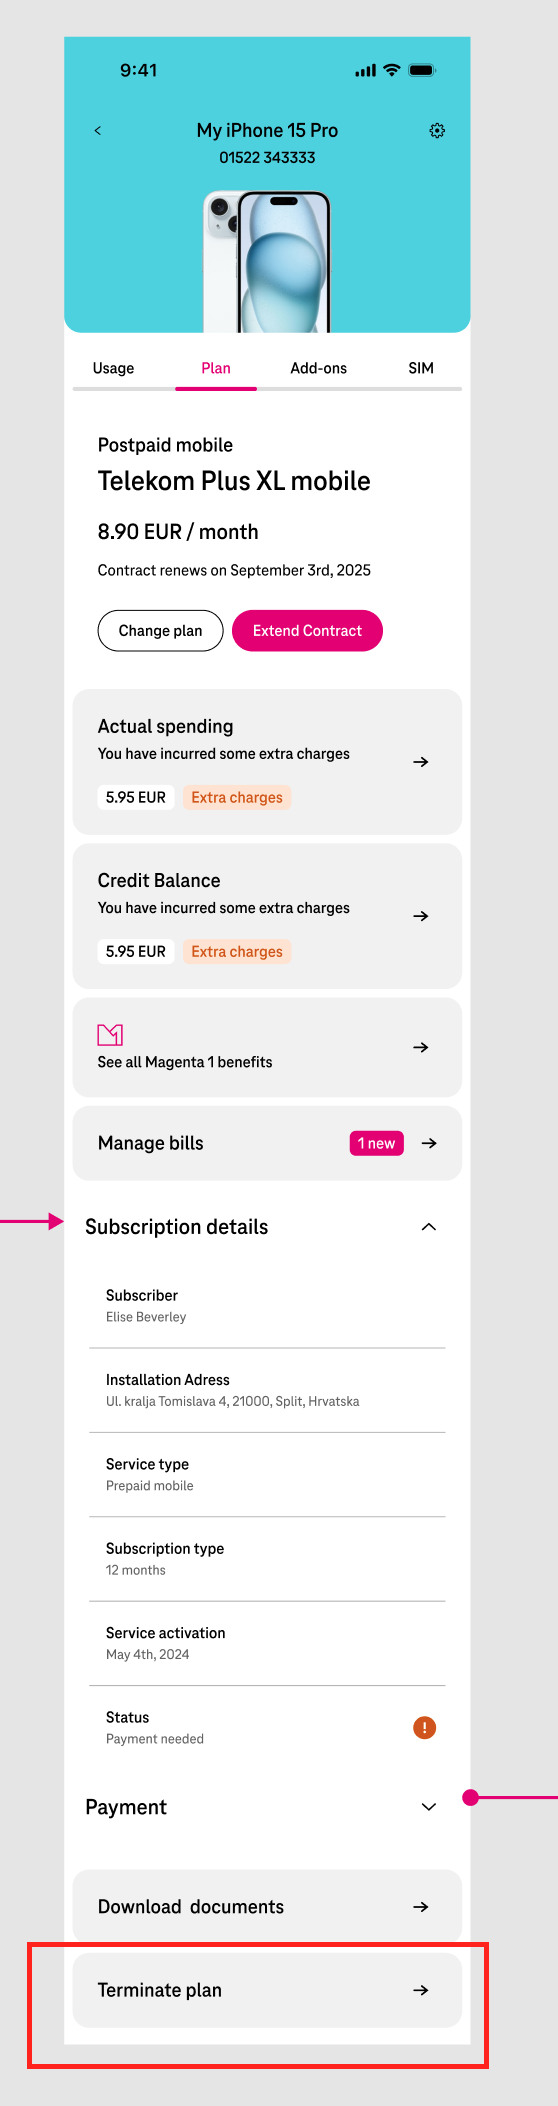 9:41
My iPhone 15 Pro
01522 343333
Usage Plan Add-ons SIM
Postpaid mobile
Telekom Plus XL mobile
8.90 EUR / month
Contract renews on September 3rd, 2025
Change plan Extend Contract
Actual spending
You have incurred some extra charges
5.95 EUR Extra charges
Credit Balance
You have incurred some extra charges
5.95 EUR Extra charges
See all Magenta 1 benefits
Manage bills 1 new
Subscription details
Subscriber
Elise Beverley
Installation Adress
Ul. kralja Tomislava 4, 21000, Split, Hrvatska
Service type
Prepaid mobile
Subscription type
12 months
Service activation
May 4th, 2024
Status
Payment needed
Payment
Download documents
Terminate plan